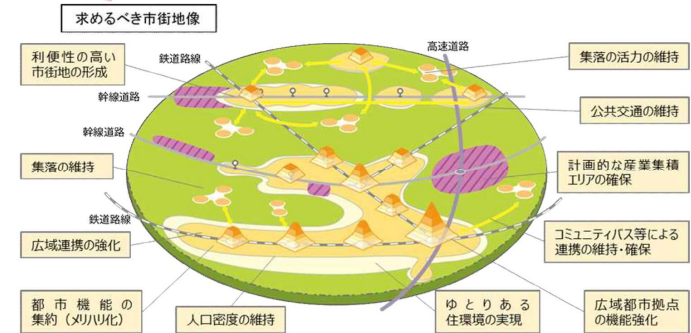 求めるべき市街地像
利便性の高い
市街地の形成
鉄道路線
高速道路
集落の活力の維持
幹線道路
公共交通の維持
幹線道路
集落の維持
計画的な産業集積
エリアの確保
鉄道路線
広域連携の強化
コミュニティバス等による
連携の維持・確保
都市機能の
集約（メリハリ化）
人口密度の維持
ゆとりある
住環境の実現
広域都市拠点
の機能強化